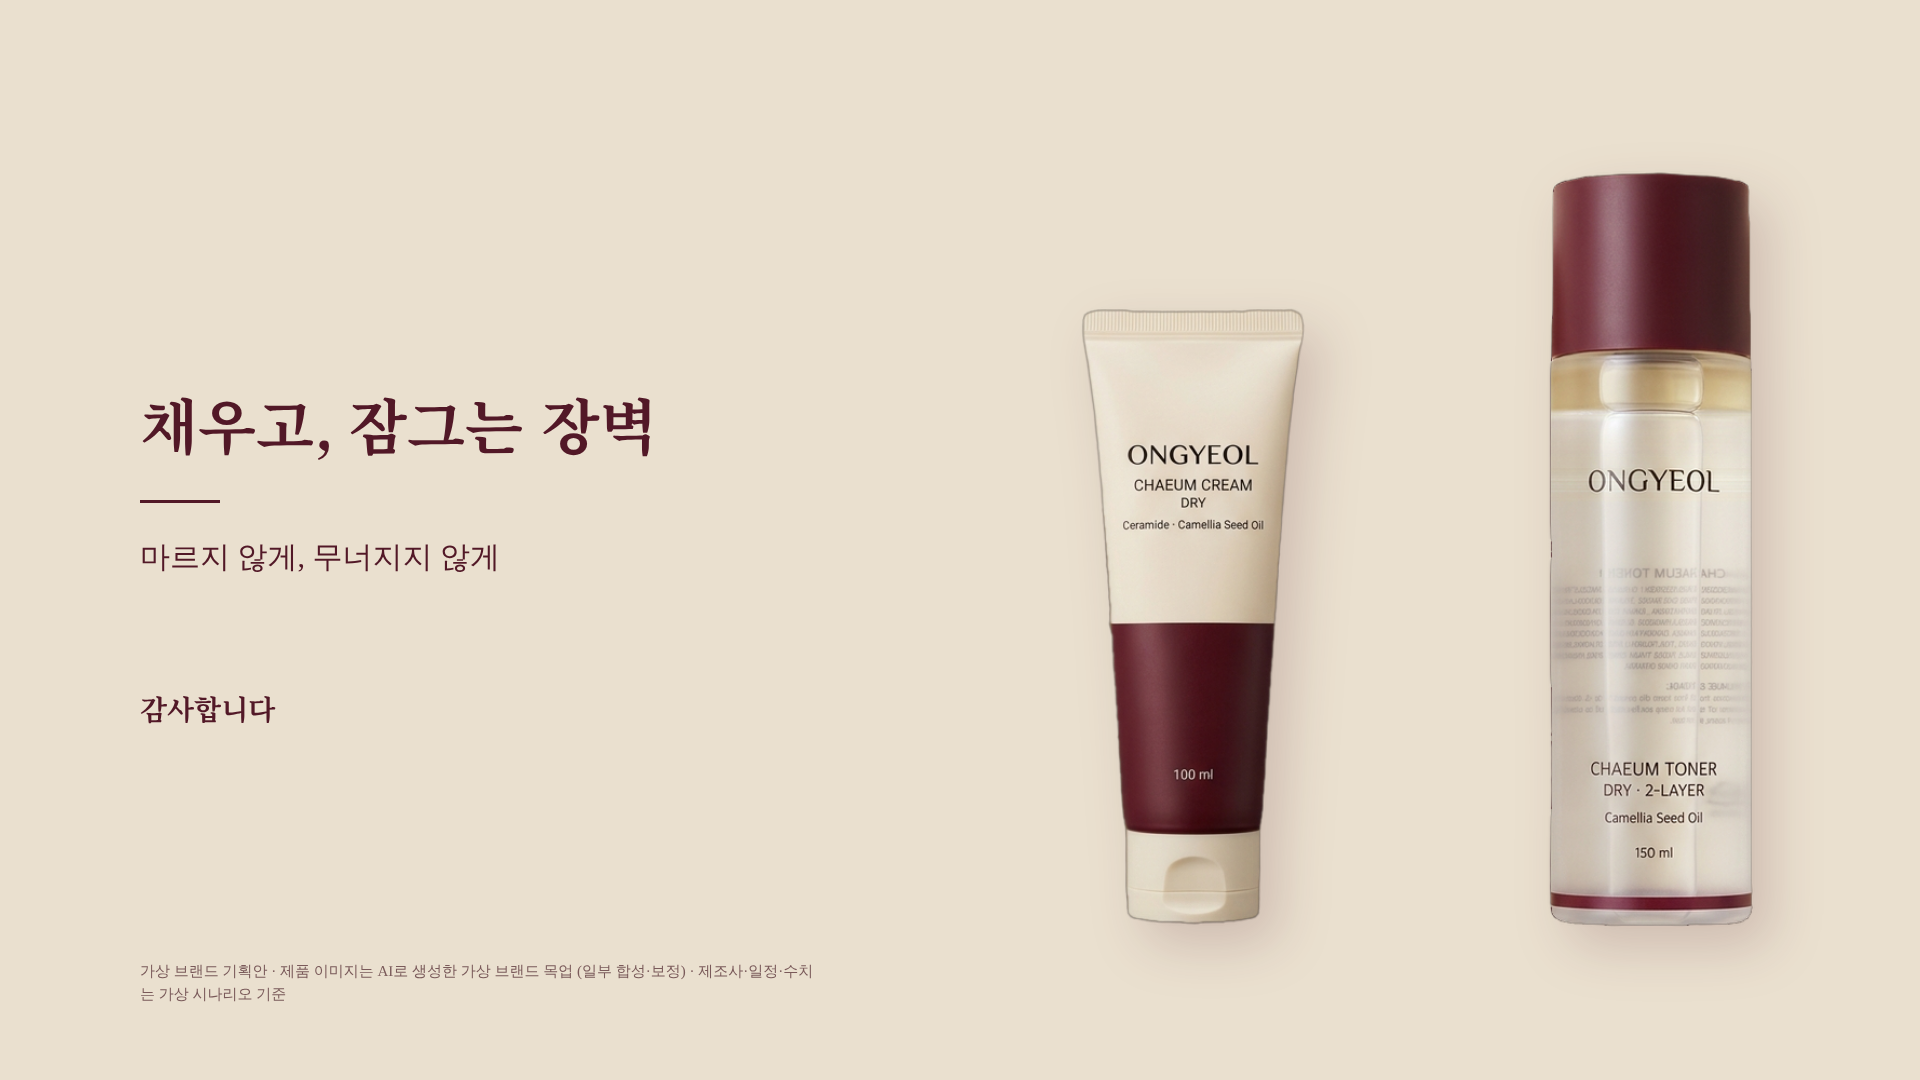 채우고, 잠그는 장벽
마르지 않게, 무너지지 않게
감사합니다
가상 브랜드 기획안 · 제품 이미지는 AI로 생성한 가상 브랜드 목업 (일부 합성·보정) · 제조사·일정·수치
는 가상 시나리오 기준
ONGYEOL
CHAEUM CREAM
DRY
Ceramide · Camellia Seed Oil
100 ml
ONGYEOL
CHAEUM TONER
DRY · 2-LAYER
Camellia Seed Oil
150 ml